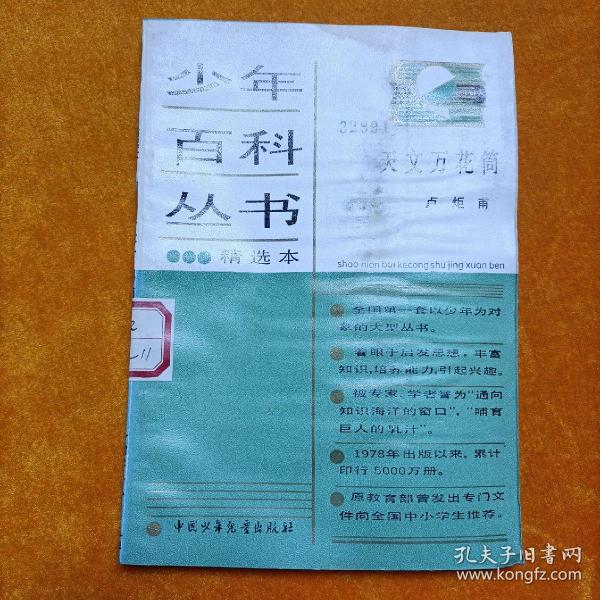 少年
百科
丛书
精选本
天文万花筒
卢炬甫
shao nian bai kecong shu jing xuan ben
全国第一套以少年为对
象的大型丛书。
着眼于启发思想，丰富
知识,培养能力,引起兴趣。
被专家、学者誉为“通向
知识海洋的窗口”，“哺育
巨人的乳汁”。
1978年出版以来，累计
印行5000万册。
原教育部曾发出专门文
件向全国中小学生推荐。
中国少年儿童出版社
孔夫子旧书网
www.kongfz.com